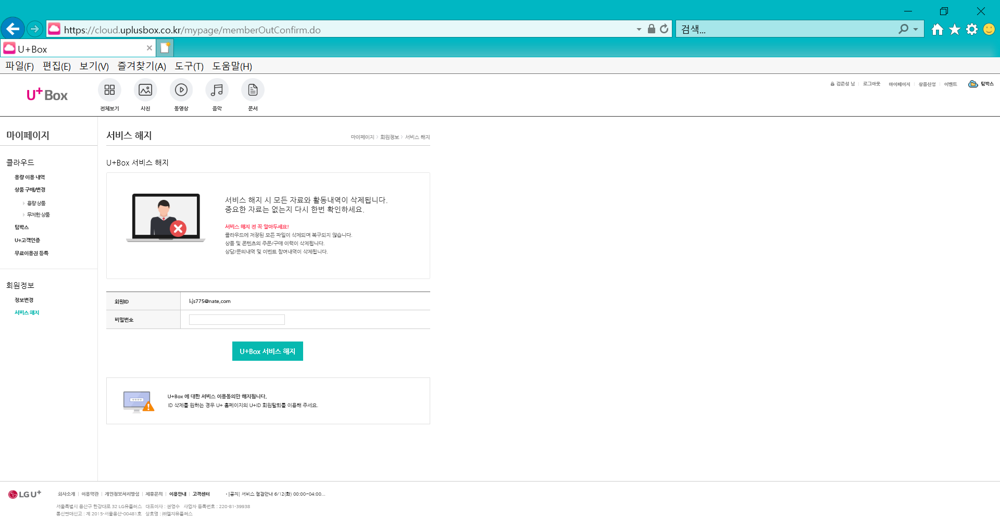 https://cloud.uplusbox.co.kr/mypage/memberOutConfirm.do
검색...
U+Box
파일(F) 편집(E) 보기(V) 즐겨찾기(A) 도구(T) 도움말(H)
U+ Box
전체보기 사진 동영상 음악 문서
김준성 님 로그아웃 마이페이지 상품신청 이벤트 팀박스
마이페이지
클라우드
용량 이용 내역
상품 구매/변경
용량 상품
무제한 상품
팀박스
U+고객인증
무료이용권 등록
회원정보
정보변경
서비스 해지
서비스 해지
마이페이지 > 회원정보 > 서비스 해지
U+Box 서비스 해지
서비스 해지 시 모든 자료와 활동내역이 삭제됩니다.
중요한 자료는 없는지 다시 한번 확인하세요.
서비스 해지 전 꼭 알아두세요!
클라우드에 저장된 모든 파일이 삭제되며 복구되지 않습니다.
상품 및 콘텐츠의 주문/구매 이력이 삭제됩니다.
상담/문의내역 및 이벤트 참여내역이 삭제됩니다.
회원ID kjs775@nate.com
비밀번호
U+Box 서비스 해지
U+Box 에 대한 서비스 이용동의만 해지됩니다.
ID 삭제를 원하는 경우 U+ 홈페이지의 U+ID 회원탈퇴를 이용해 주세요.
LG U+
회사소개 이용약관 개인정보처리방침 제휴문의 이용안내 고객센터
• [공지] 서비스 점검안내 6/12(화) 00:00~04:00...
서울특별시 용산구 한강대로 32 LG유플러스 대표이사 : 권영수 사업자 등록번호 : 220-81-39938
통신판매신고 : 제 2015-서울용산-00481호 상호명 : ㈜엘지유플러스